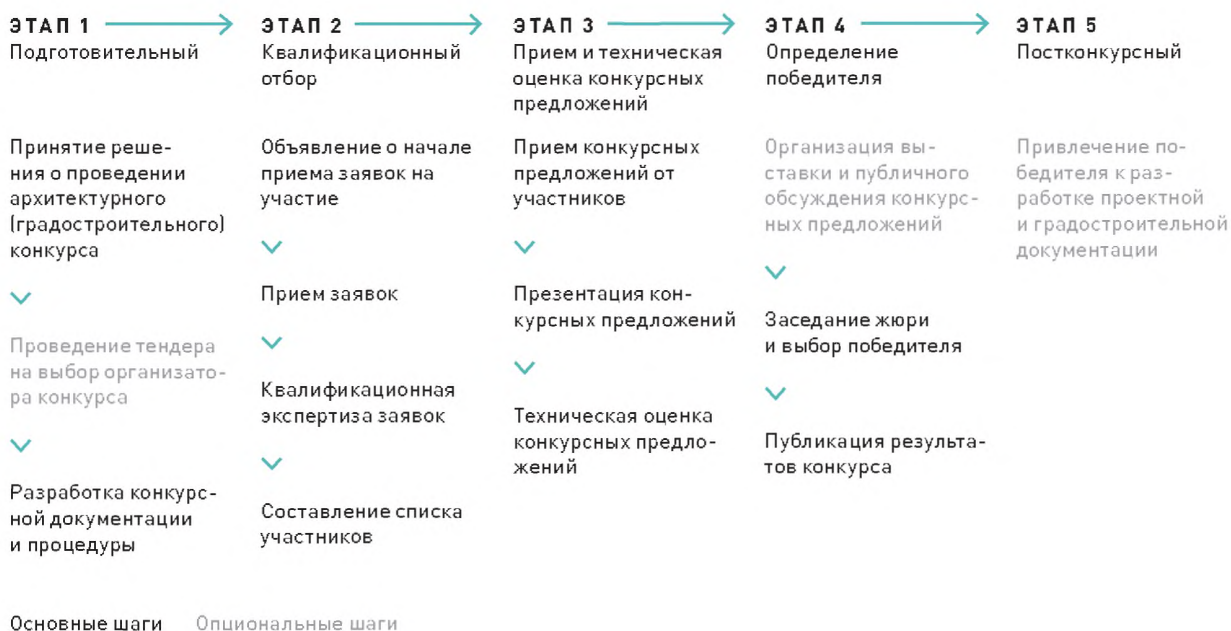 ЭТАП 1
Подготовительный
Принятие реше-
ния о проведении
архитектурного
(градостроительного)
конкурса
Проведение тендера
на выбор организато-
ра конкурса
Разработка конкурс-
ной документации
и процедуры
ЭТАП 2
Квалификационный
отбор
Объявление о начале
приема заявок на
участие
Прием заявок
Квалификационная
экспертиза заявок
Составление списка
участников
ЭТАП 3
Прием и техническая
оценка конкурсных
предложений
Прием конкурсных
предложений от
участников
Презентация кон-
курсных предложений
Техническая оценка
конкурсных предло-
жений
ЭТАП 4
Определение
победителя
Организация вы-
ставки и публичного
обсуждения конкурс-
ных предложений
Заседание жюри
и выбор победителя
Публикация результа-
тов конкурса
ЭТАП 5
Постконкурсный
Привлечение по-
бедителя к раз-
работке проектной
и градостроительной
документации
Основные шаги Опциональные шаги